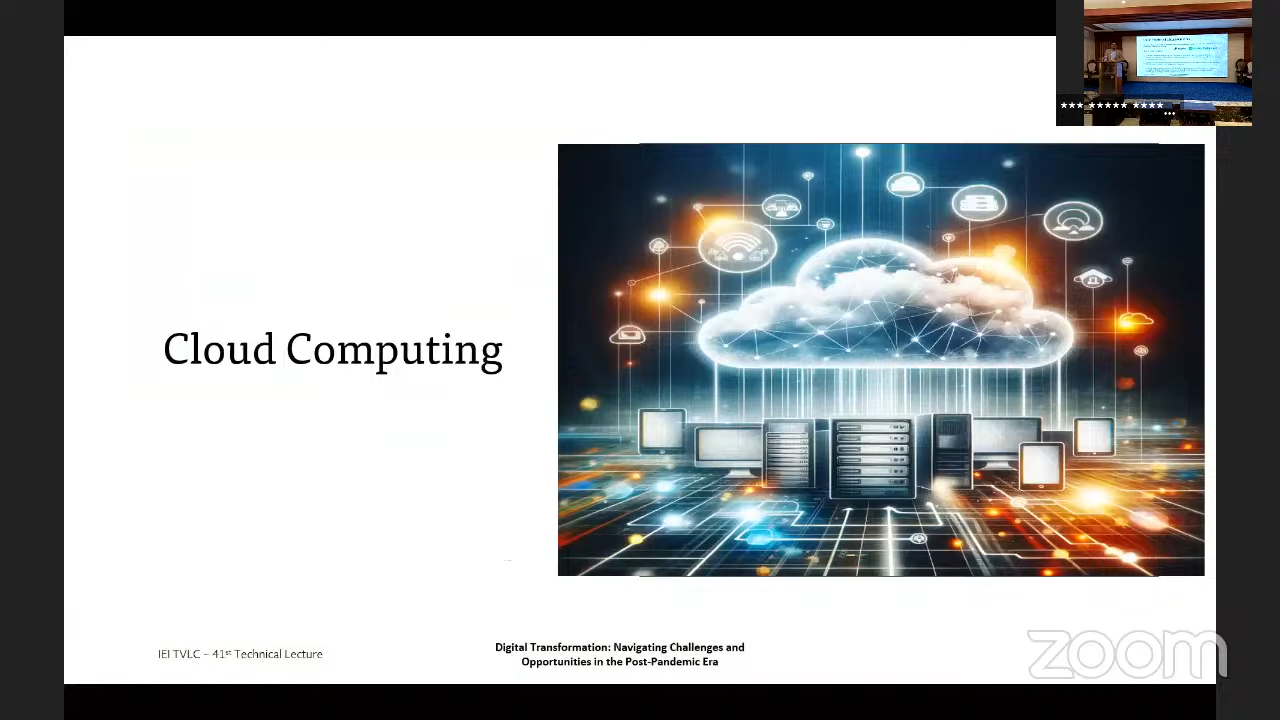 *** ***** ****
...
Cloud Computing
IEI TVLC – 41st Technical Lecture
Digital Transformation: Navigating Challenges and
Opportunities in the Post-Pandemic Era
zoom